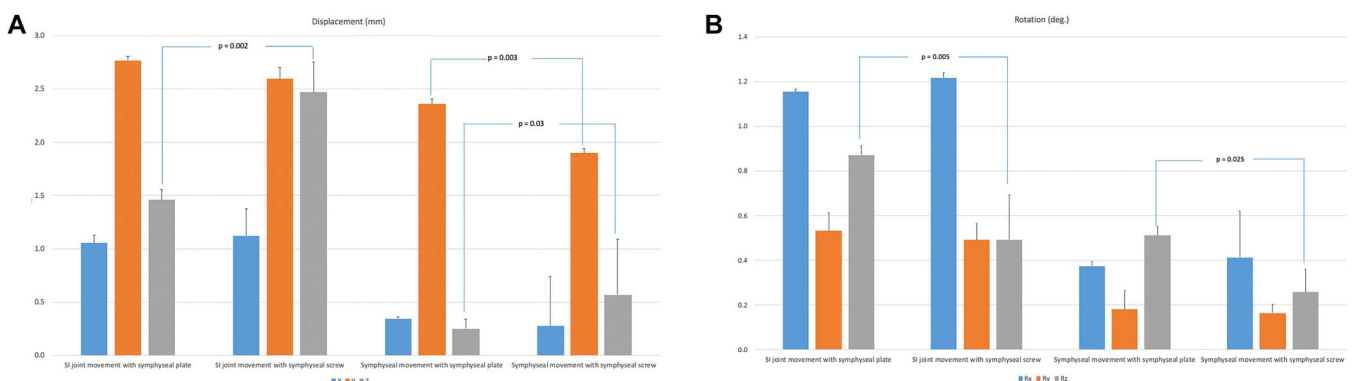 A
Displacement (mm)
3.0
2.5
2.0
1.5
1.0
0.5
0.0
p = 0.002
p = 0.003
p = 0.03
SI joint movement with symphyseal plate
SI joint movement with symphyseal screw
Symphyseal movement with symphyseal plate
Symphyseal movement with symphyseal screw
B
Rotation (deg.)
1.4
1.2
1.0
0.8
0.6
0.4
0.2
0.0
p = 0.005
p = 0.025
SI joint movement with symphyseal plate
SI joint movement with symphyseal screw
Symphyseal movement with symphyseal plate
Symphyseal movement with symphyseal screw
Rx Ry Rz